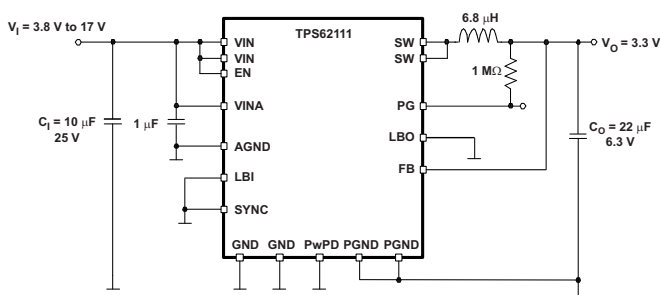 V_I = 3.8 V to 17 V
TPS62111
6.8 µH
V_O = 3.3 V
VIN
VIN
EN
VINA
AGND
LBI
SYNC
SW
SW
1 MΩ
PG
LBO
FB
C_I = 10 µF
25 V
1 µF
C_O = 22 µF
6.3 V
GND
GND
PwPD
PGND
PGND